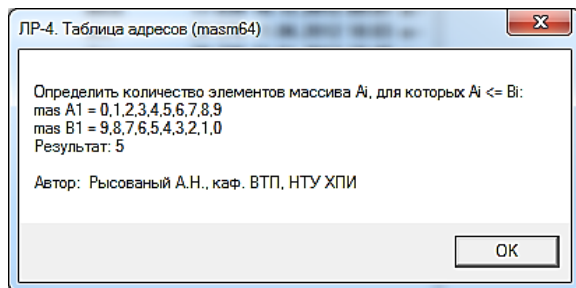 ЛР-4. Таблица адресов (masm64)
Определить количество элементов массива Ai, для которых Ai <= Bi:
mas A1 = 0,1,2,3,4,5,6,7,8,9
mas B1 = 9,8,7,6,5,4,3,2,1,0
Результат: 5
Автор: Рысованый А.Н., каф. ВТП, НТУ ХПИ
OK